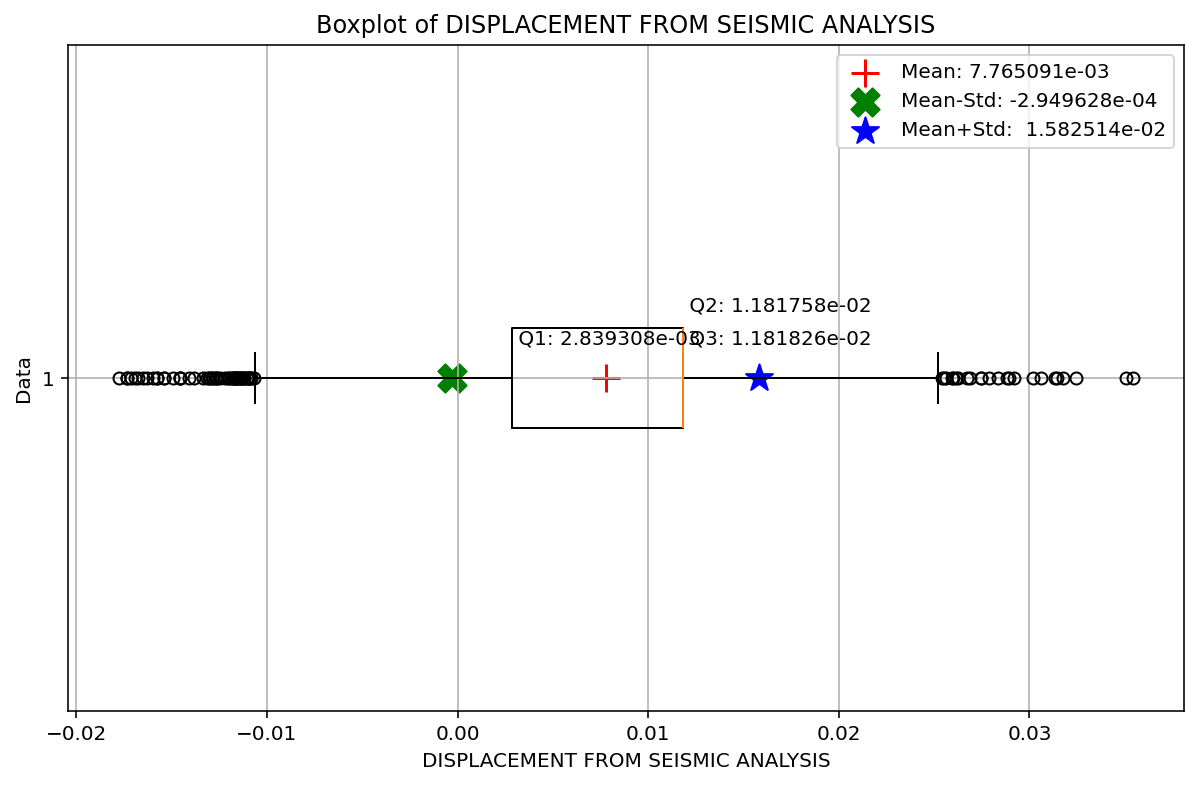 Boxplot of DISPLACEMENT FROM SEISMIC ANALYSIS
Mean: 7.765091e-03
Mean-Std: -2.949628e-04
Mean+Std:  1.582514e-02
Q2: 1.181758e-02
Q1: 2.839308e-03
Q3: 1.181826e-02
Data
1
−0.02
−0.01
0.00
0.01
0.02
0.03
DISPLACEMENT FROM SEISMIC ANALYSIS